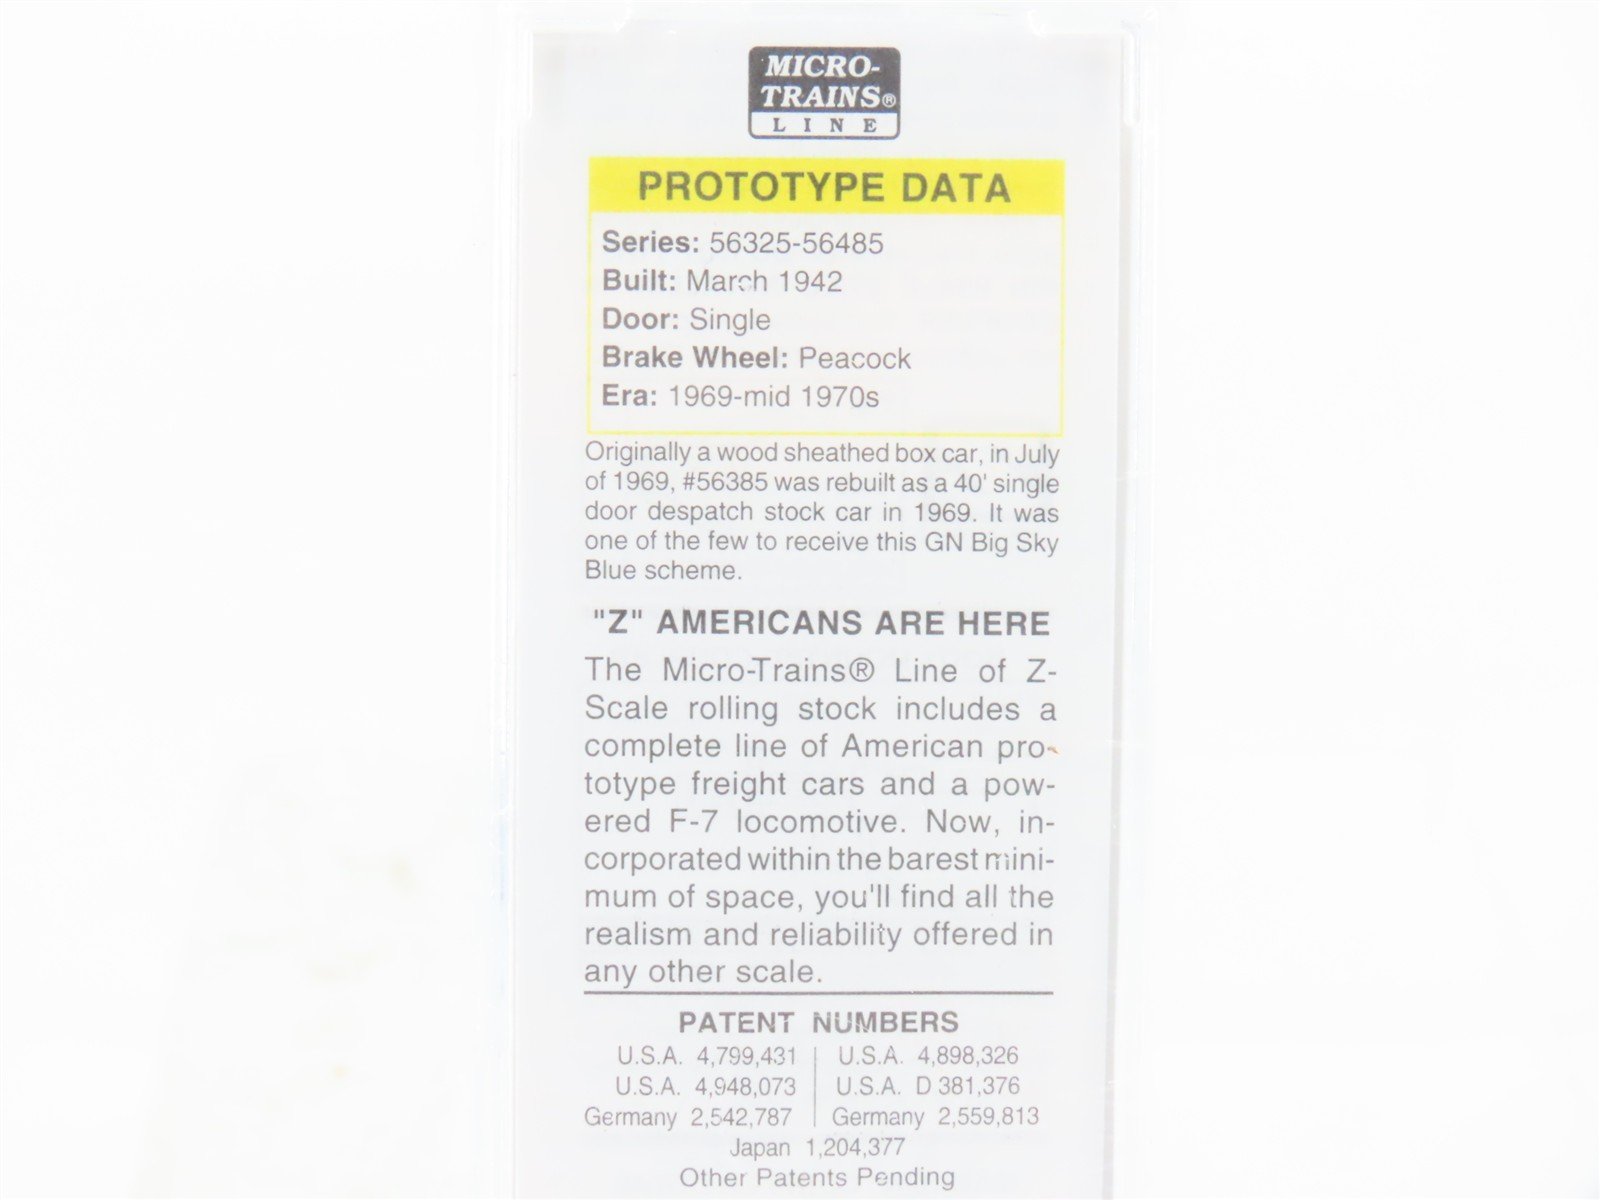 MICRO-
TRAINS®
LINE
PROTOTYPE DATA
Series: 56325-56485
Built: March 1942
Door: Single
Brake Wheel: Peacock
Era: 1969-mid 1970s
Originally a wood sheathed box car, in July
of 1969, #56385 was rebuilt as a 40' single
door despatch stock car in 1969. It was
one of the few to receive this GN Big Sky
Blue scheme.
"Z" AMERICANS ARE HERE
The Micro-Trains® Line of Z-
Scale rolling stock includes a
complete line of American pro-
totype freight cars and a pow-
ered F-7 locomotive. Now, in-
corporated within the barest mini-
mum of space, you'll find all the
realism and reliability offered in
any other scale.
PATENT NUMBERS
U.S.A. 4,799,431 | U.S.A. 4,898,326
U.S.A. 4,948,073 | U.S.A. D 381,376
Germany 2,542,787 | Germany 2,559,813
Japan 1,204,377
Other Patents Pending